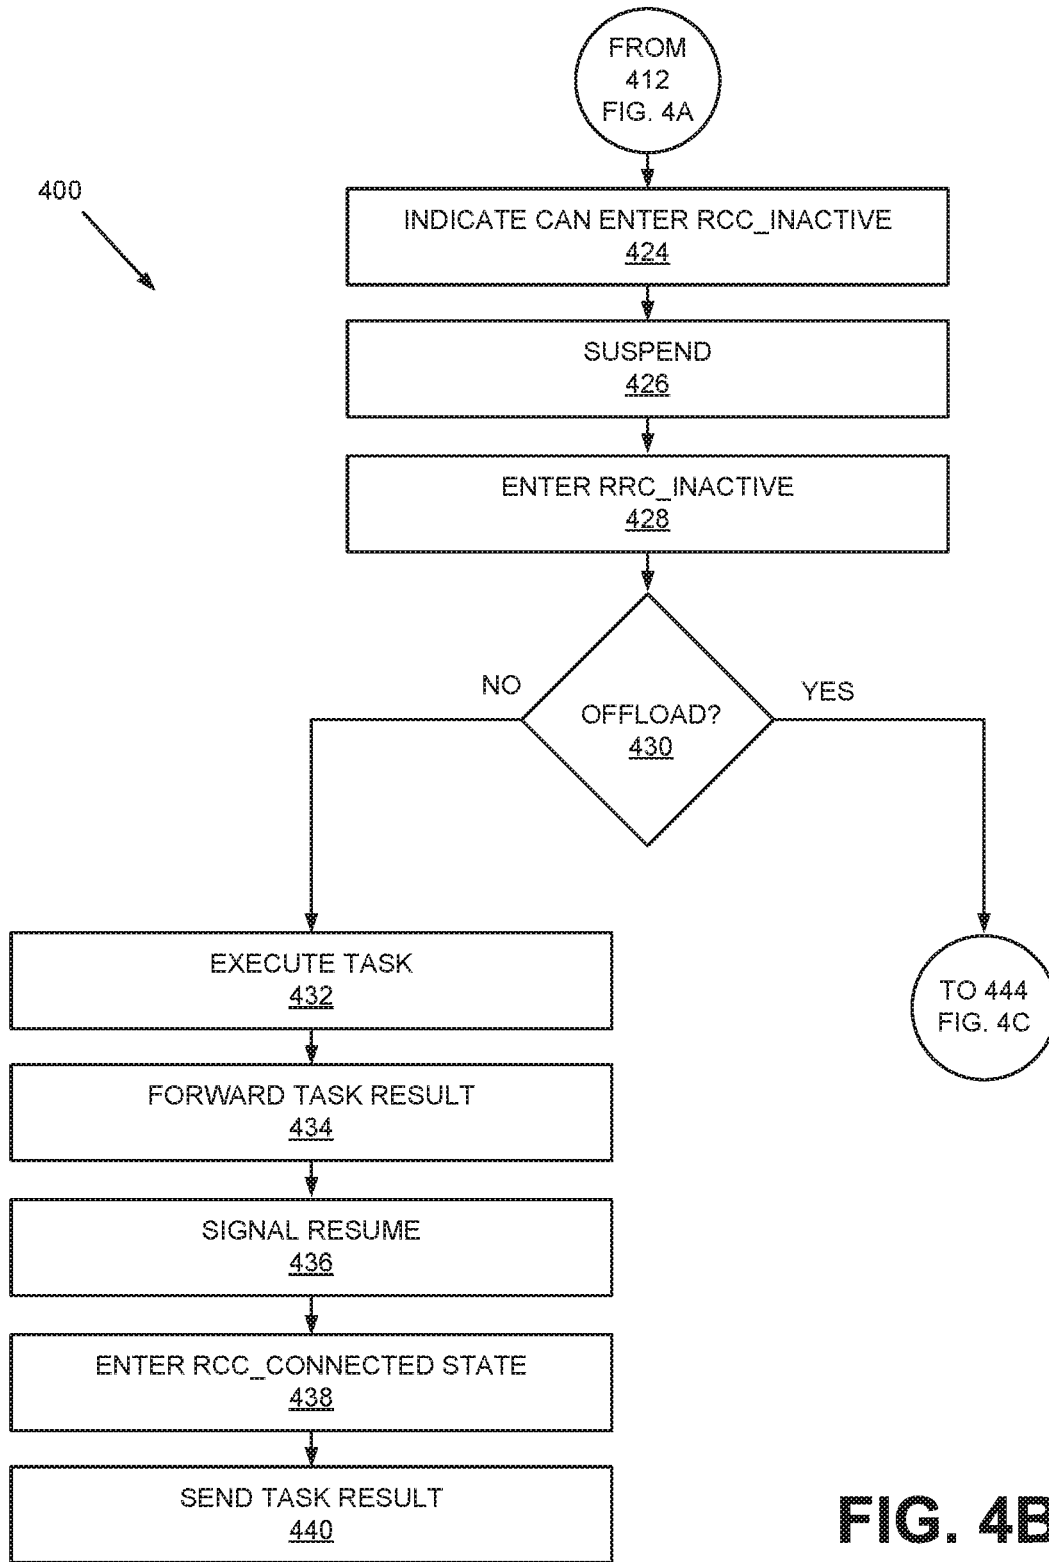 FROM
412
FIG. 4A
400
INDICATE CAN ENTER RCC_INACTIVE
424
SUSPEND
426
ENTER RRC_INACTIVE
428
NO
YES
OFFLOAD?
430
EXECUTE TASK
432
TO 444
FIG. 4C
FORWARD TASK RESULT
434
SIGNAL RESUME
436
ENTER RCC_CONNECTED STATE
438
SEND TASK RESULT
440
FIG. 4B